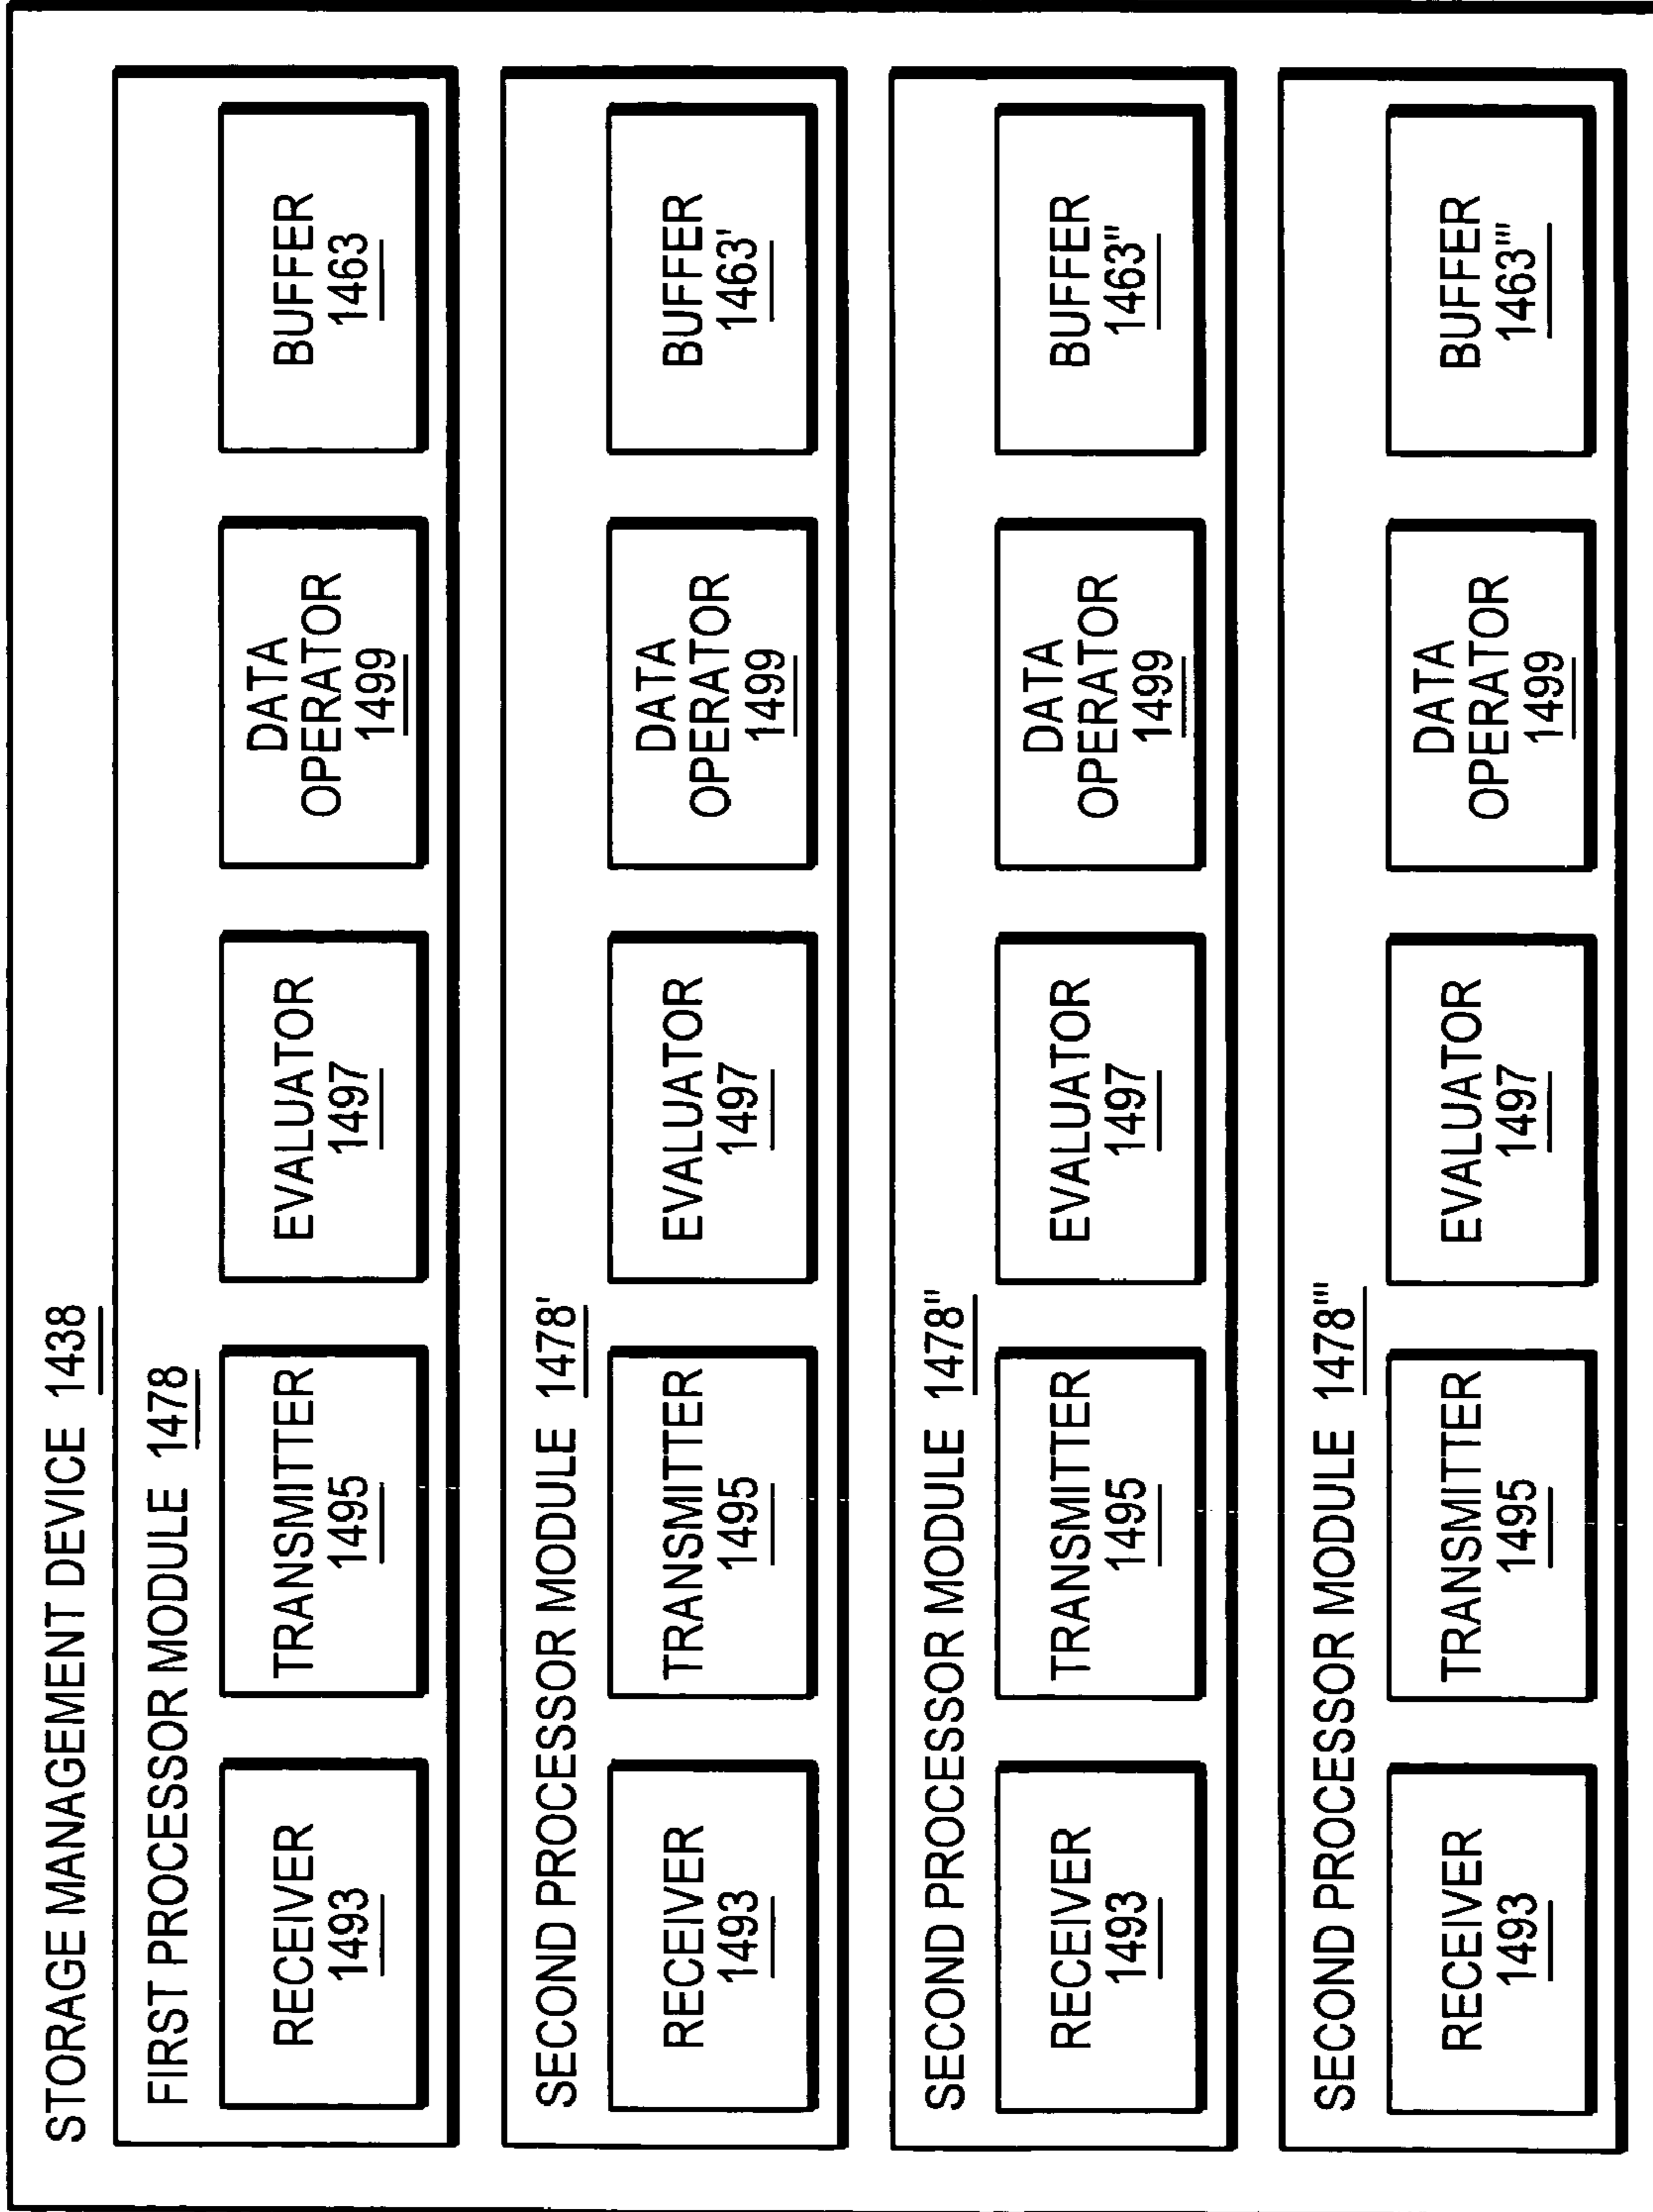 STORAGE MANAGEMENT DEVICE 1438
FIRST PROCESSOR MODULE 1478
RECEIVER
1493
TRANSMITTER
1495
EVALUATOR
1497
DATA
OPERATOR
1499
BUFFER
1463
SECOND PROCESSOR MODULE 1478'
RECEIVER
1493
TRANSMITTER
1495
EVALUATOR
1497
DATA
OPERATOR
1499
BUFFER
1463'
SECOND PROCESSOR MODULE 1478"
RECEIVER
1493
TRANSMITTER
1495
EVALUATOR
1497
DATA
OPERATOR
1499
BUFFER
1463"
SECOND PROCESSOR MODULE 1478'"
RECEIVER
1493
TRANSMITTER
1495
EVALUATOR
1497
DATA
OPERATOR
1499
BUFFER
1463'"